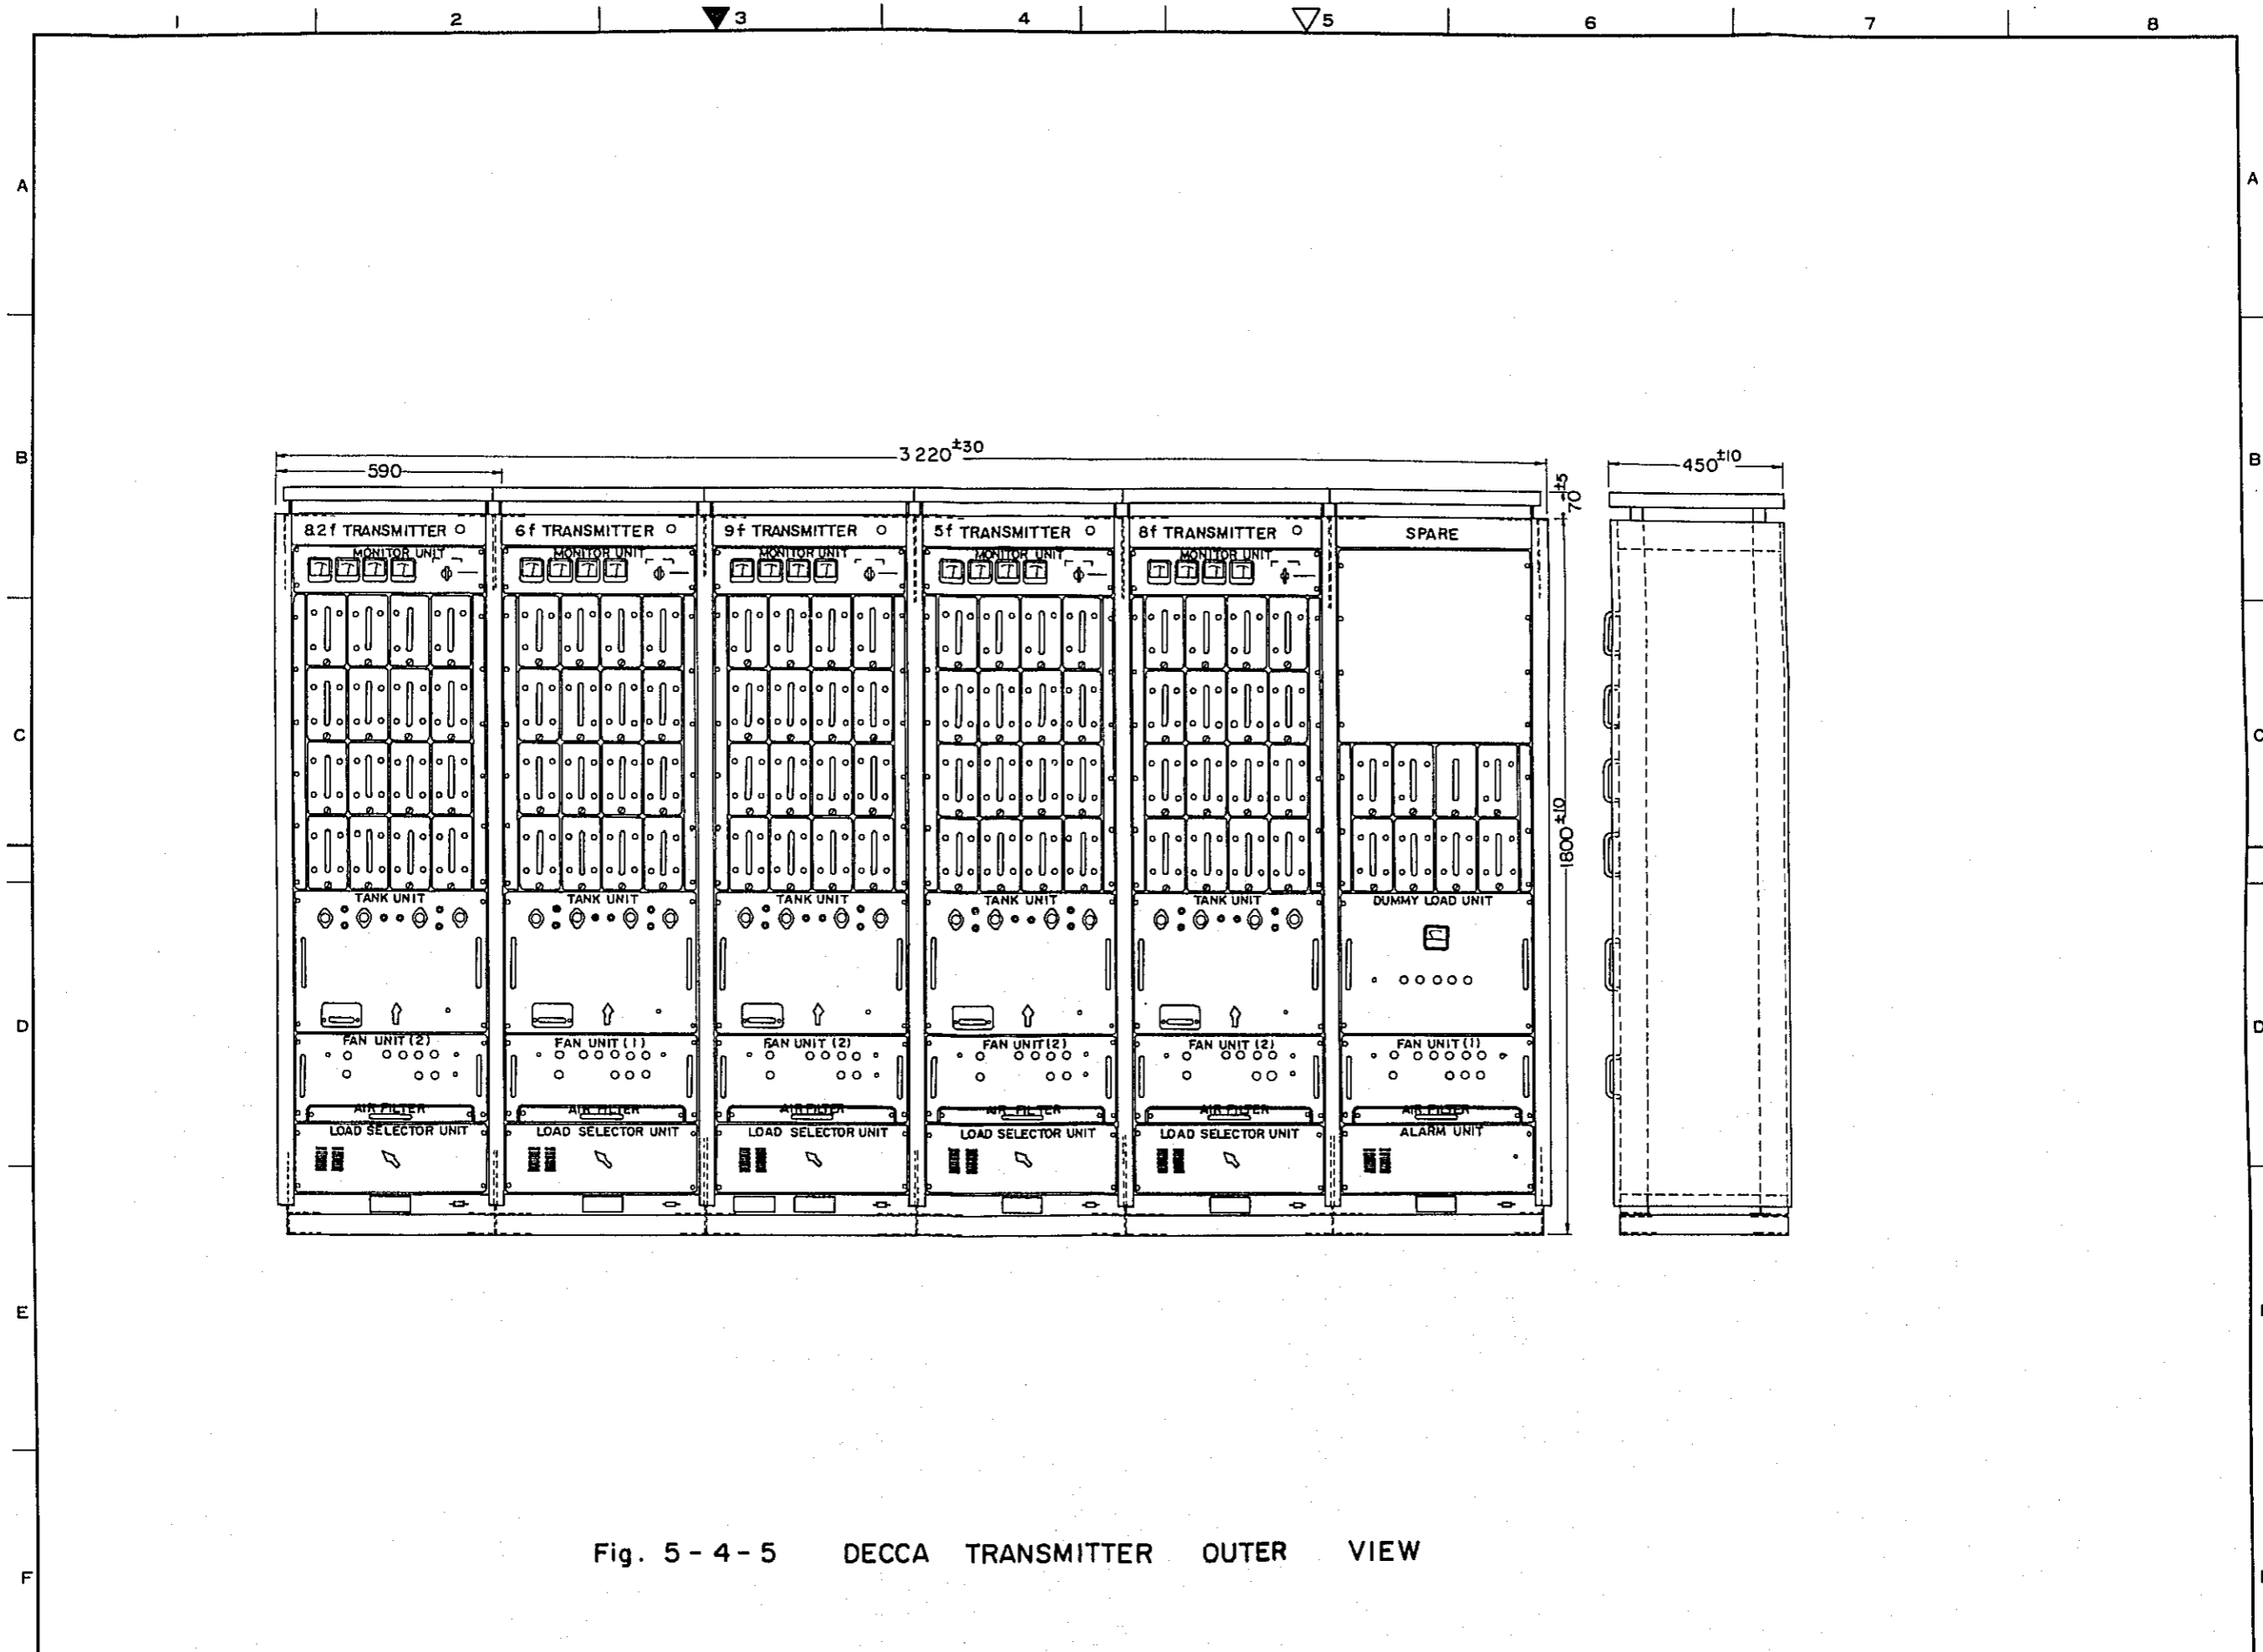 1 2 3 4 5 6 7 8
A A
B B
3220±30
590
450±10
70±5
8.2f TRANSMITTER 6f TRANSMITTER 9f TRANSMITTER 5f TRANSMITTER 8f TRANSMITTER SPARE
MONITOR UNIT MONITOR UNIT MONITOR UNIT MONITOR UNIT MONITOR UNIT
C C
1800±10
TANK UNIT TANK UNIT TANK UNIT TANK UNIT TANK UNIT DUMMY LOAD UNIT
D D
FAN UNIT (2) FAN UNIT (1) FAN UNIT (2) FAN UNIT (2) FAN UNIT (2) FAN UNIT (1)
AIR FILTER AIR FILTER AIR FILTER AIR FILTER AIR FILTER AIR FILTER
LOAD SELECTOR UNIT LOAD SELECTOR UNIT LOAD SELECTOR UNIT LOAD SELECTOR UNIT LOAD SELECTOR UNIT ALARM UNIT
E
Fig. 5-4-5 DECCA TRANSMITTER OUTER VIEW
F